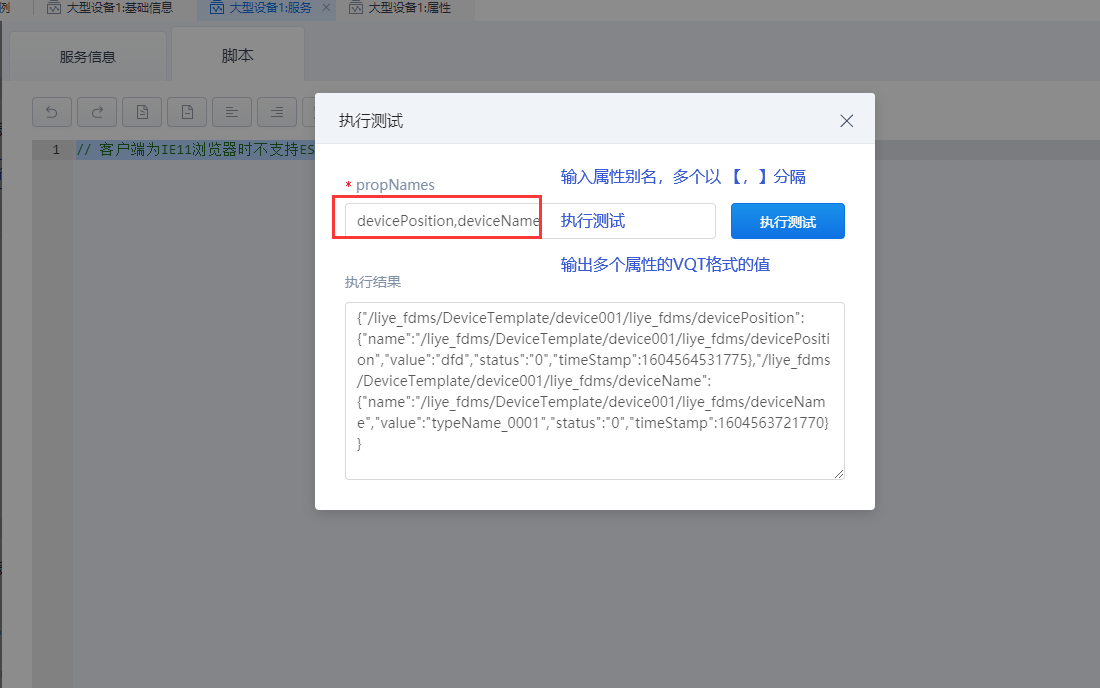 例 大型设备1:基础信息 大型设备1:服务 × 大型设备1:属性
服务信息 脚本
执行测试
1 // 客户端为IE11浏览器时不支持ES
* propNames 输入属性别名，多个以【，】分隔
devicePosition,deviceName 执行测试 执行测试
输出多个属性的VQT格式的值
执行结果
{"/liye_fdms/DeviceTemplate/device001/liye_fdms/devicePosition":
{"name":"/liye_fdms/DeviceTemplate/device001/liye_fdms/devicePositi
on","value":"dfd","status":"0","timeStamp":1604564531775},"/liye_fdms
/DeviceTemplate/device001/liye_fdms/deviceName":
{"name":"/liye_fdms/DeviceTemplate/device001/liye_fdms/deviceNam
e","value":"typeName_0001","status":"0","timeStamp":1604563721770}
}